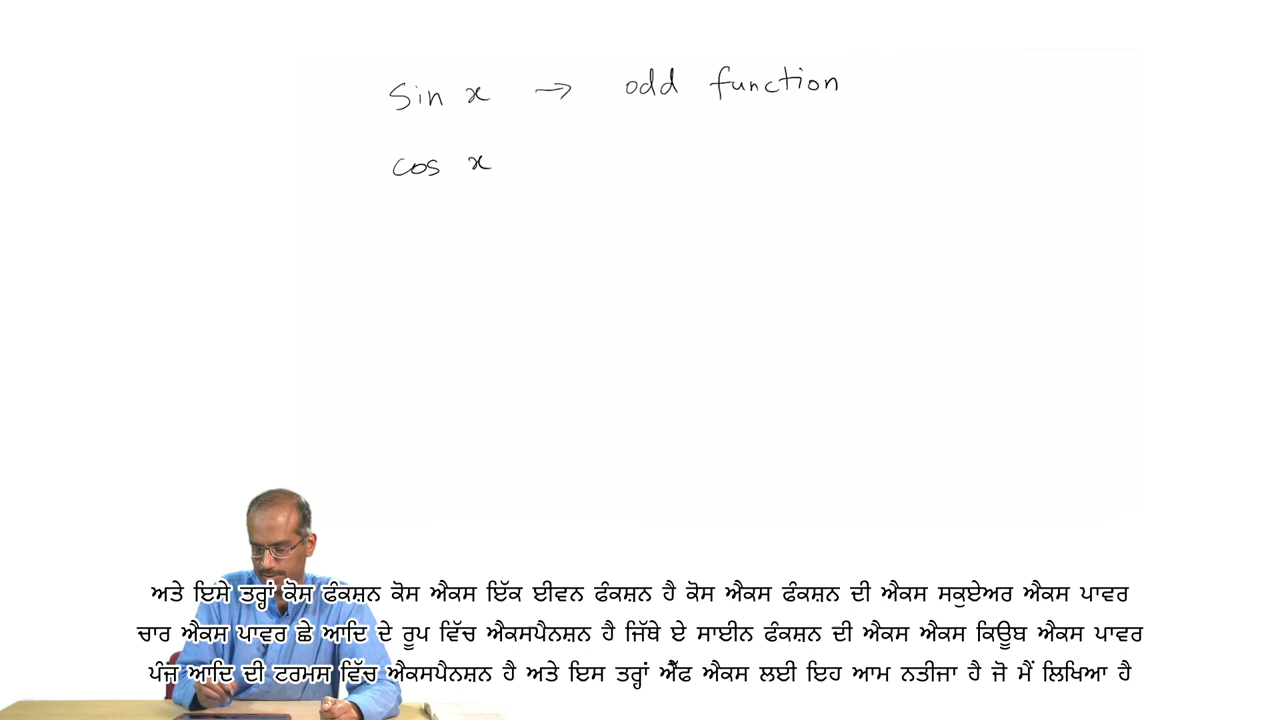 Sin x → odd function
cos x
ਅਤੇ ਇਸੇ ਤਰ੍ਹਾਂ ਕੋਸ ਫੰਕਸ਼ਨ ਕੋਸ ਐਕਸ ਇੱਕ ਈਵਨ ਫੰਕਸ਼ਨ ਹੈ ਕੋਸ ਐਕਸ ਫੰਕਸ਼ਨ ਦੀ ਐਕਸ ਸਕੁਏਅਰ ਐਕਸ ਪਾਵਰ
ਚਾਰ ਐਕਸ ਪਾਵਰ ਛੇ ਆਦਿ ਦੇ ਰੂਪ ਵਿੱਚ ਐਕਸਪੈਨਸ਼ਨ ਹੈ ਜਿੱਥੇ ਏ ਸਾਈਨ ਫੰਕਸ਼ਨ ਦੀ ਐਕਸ ਐਕਸ ਕਿਊਬ ਐਕਸ ਪਾਵਰ
ਪੰਜ ਆਦਿ ਦੀ ਟਰਮਸ ਵਿੱਚ ਐਕਸਪੈਨਸ਼ਨ ਹੈ ਅਤੇ ਇਸ ਤਰ੍ਹਾਂ ਐੱਫ ਐਕਸ ਲਈ ਇਹ ਆਮ ਨਤੀਜਾ ਹੈ ਜੋ ਮੈਂ ਲਿਖਿਆ ਹੈ